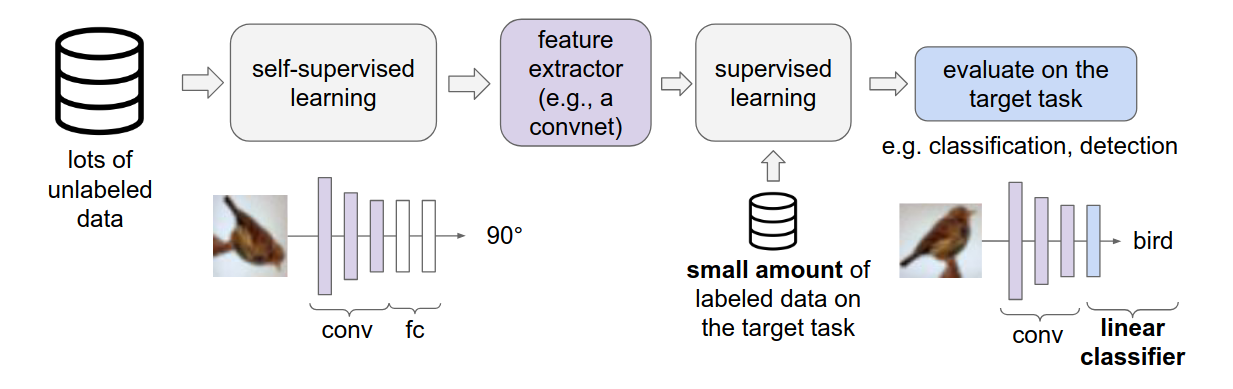 lots of
unlabeled
data
self-supervised
learning
feature
extractor
(e.g., a
convnet)
supervised
learning
evaluate on the
target task
e.g. classification, detection
90°
conv
fc
small amount of
labeled data on
the target task
bird
conv
linear
classifier